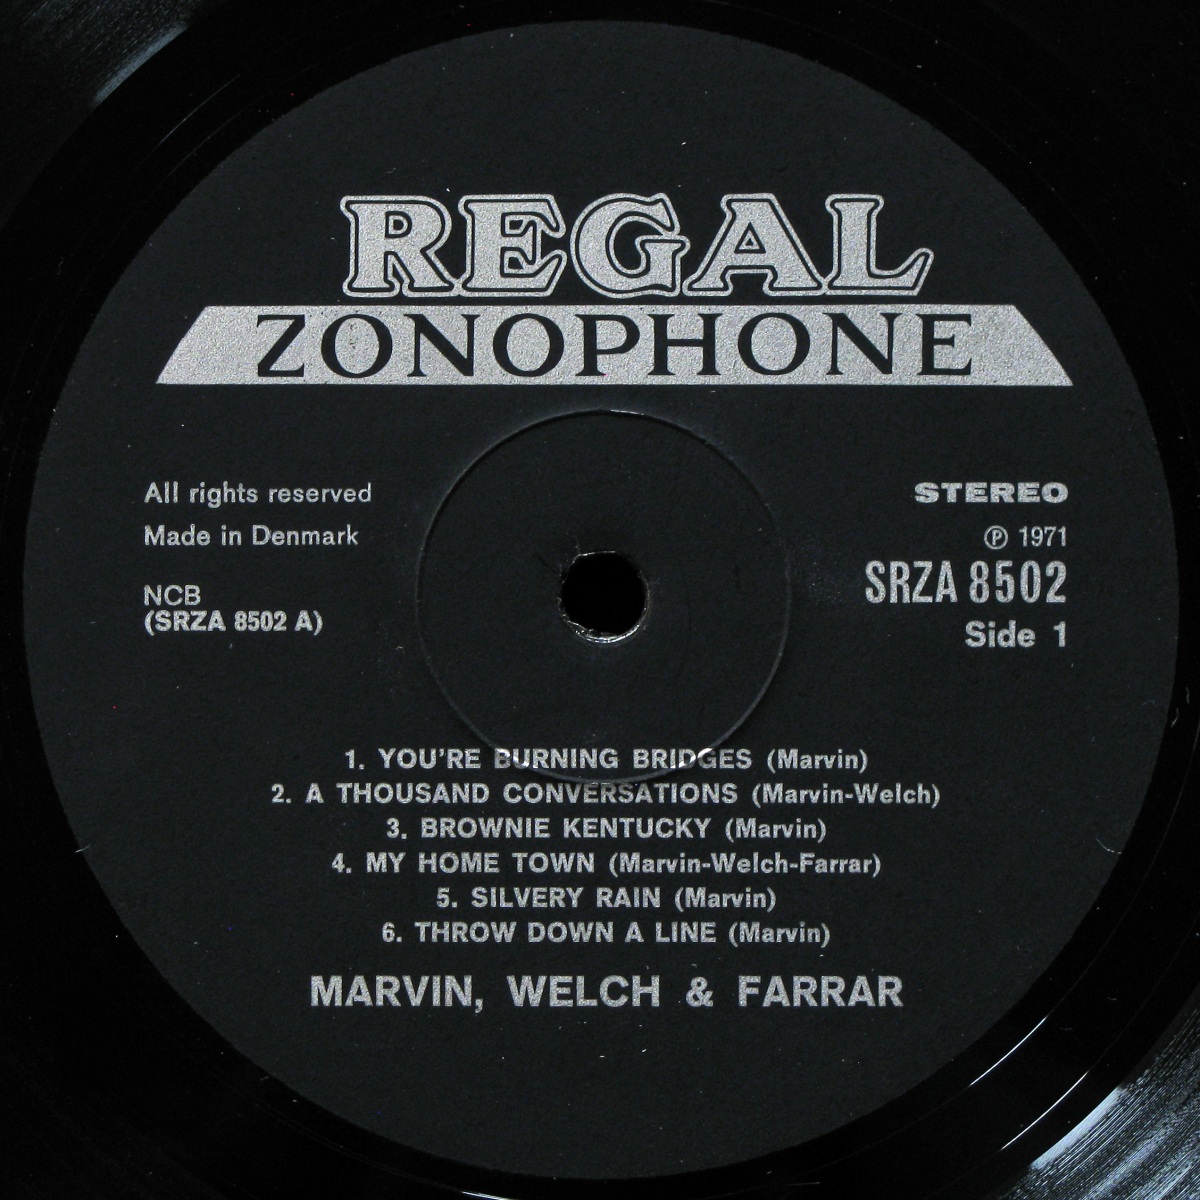 REGAL
ZONOPHONE
All rights reserved
Made in Denmark
NCB
(SRZA 8502 A)
STEREO
℗ 1971
SRZA 8502
Side 1
1. YOU'RE BURNING BRIDGES (Marvin)
2. A THOUSAND CONVERSATIONS (Marvin-Welch)
3. BROWNIE KENTUCKY (Marvin)
4. MY HOME TOWN (Marvin-Welch-Farrar)
5. SILVERY RAIN (Marvin)
6. THROW DOWN A LINE (Marvin)
MARVIN, WELCH & FARRAR